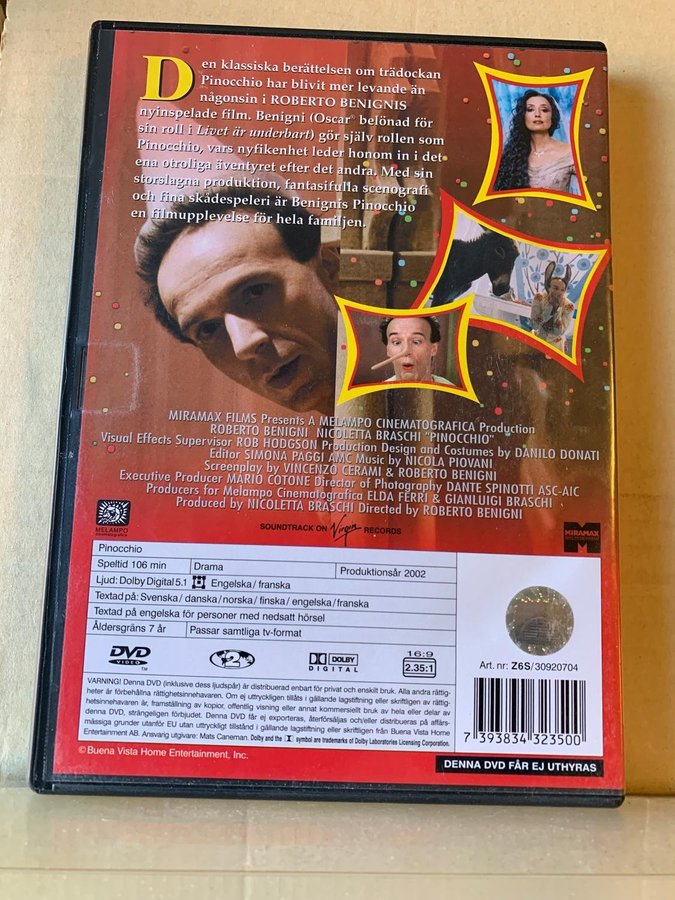 Den klassiska berättelsen om trädockan
Pinocchio har blivit mer levande än
någonsin i ROBERTO BENIGNIS
nyinspelade film. Benigni (Oscar® belönad för
sin roll i Livet är underbart) gör själv rollen som
Pinocchio, vars nyfikenhet leder honom in i det
ena otroliga äventyret efter det andra. Med sin
storslagna produktion, fantasifulla scenografi
och fina skådespeleri är Benignis Pinocchio
en filmupplevelse för hela familjen.
MIRAMAX FILMS Presents A MELAMPO CINEMATOGRAFICA Production
ROBERTO BENIGNI NICOLETTA BRASCHI "PINOCCHIO"
Visual Effects Supervisor ROB HODGSON Production Design and Costumes by DANILO DONATI
Editor SIMONA PAGGI AMC Music by NICOLA PIOVANI
Screenplay by VINCENZO CERAMI & ROBERTO BENIGNI
Executive Producer MARIO COTONE Director of Photography DANTE SPINOTTI ASC-AIC
Producers for Melampo Cinematografica ELDA FERRI & GIANLUIGI BRASCHI
Produced by NICOLETTA BRASCHI Directed by ROBERTO BENIGNI
MELAMPO
cinematografica
SOUNDTRACK ON Virgin RECORDS
MIRAMAX
Pinocchio
Speltid 106 min Drama Produktionsår 2002
Ljud: Dolby Digital 5.1 Engelska/franska
Textad på: Svenska/danska/norska/finska/engelska/franska
Textad på engelska för personer med nedsatt hörsel
Åldersgräns 7 år Passar samtliga tv-format
DVD VIDEO ™ 2 DOLBY DIGITAL 16:9 2.35:1
Art. nr: Z6S/30920704
VARNING! Denna DVD (inklusive dess ljudspår) är distribuerad enbart för privat och enskilt bruk. Alla andra rättig-
heter är förbehållna rättighetsinnehavaren. Om ej uttryckligen tillåts i gällande lagstiftning eller skriftligen av rättig-
hetsinnehavaren, är framställning av kopior, offentlig visning eller annat kommersiellt bruk av hela eller delar av
denna DVD, strängeligen förbjudet. Denna DVD får ej exporteras, återförsäljas och/eller distribueras på affärs-
mässiga grunder utanför EU utan uttryckligt tillstånd i gällande lagstiftning eller skriftligen av Buena Vista Home
Entertainment AB. Ansvarig utgivare: Mats Caneman. Dolby and the symbol are trademarks of Dolby Laboratories Licensing Corporation.
7 393834 323500
© Buena Vista Home Entertainment, Inc.
DENNA DVD FÅR EJ UTHYRAS